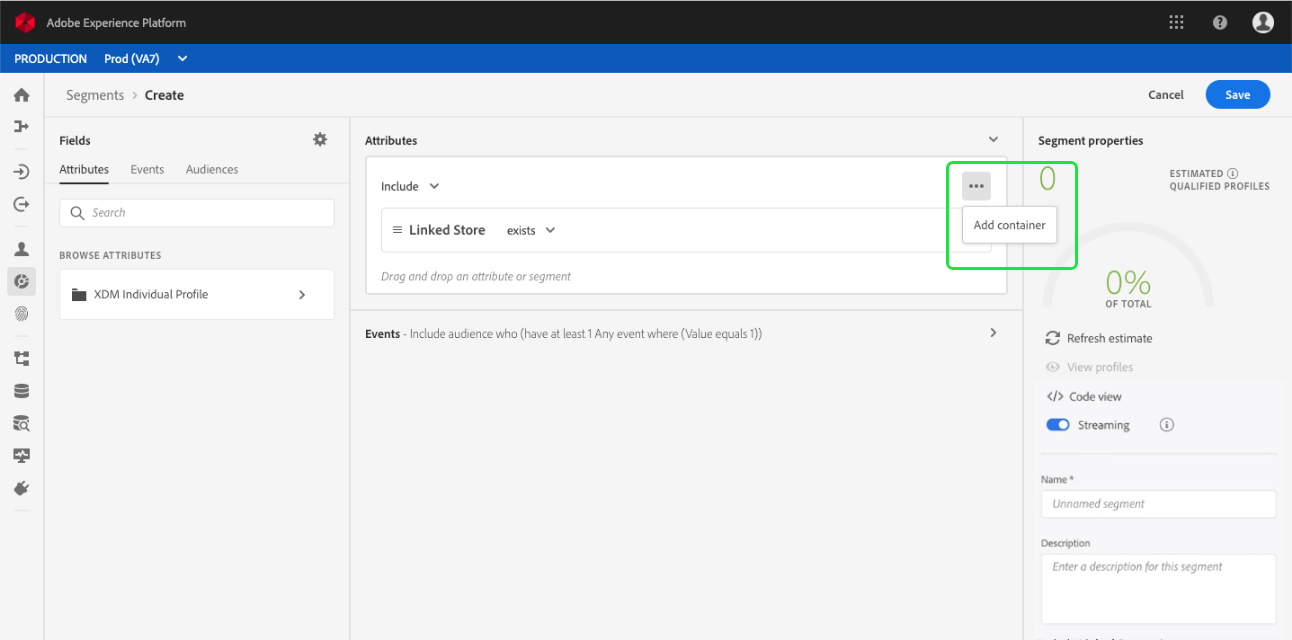 Adobe Experience Platform
PRODUCTION Prod (VA7)
Segments > Create
Cancel
Save
Fields
Attributes Events Audiences
Search
BROWSE ATTRIBUTES
XDM Individual Profile
Attributes
Include
Add container
Linked Store exists
Drag and drop an attribute or segment
Events - Include audience who (have at least 1 Any event where (Value equals 1))
Segment properties
0
ESTIMATED
QUALIFIED PROFILES
0%
OF TOTAL
Refresh estimate
View profiles
</> Code view
Streaming
Name *
Unnamed segment
Description
Enter a description for this segment